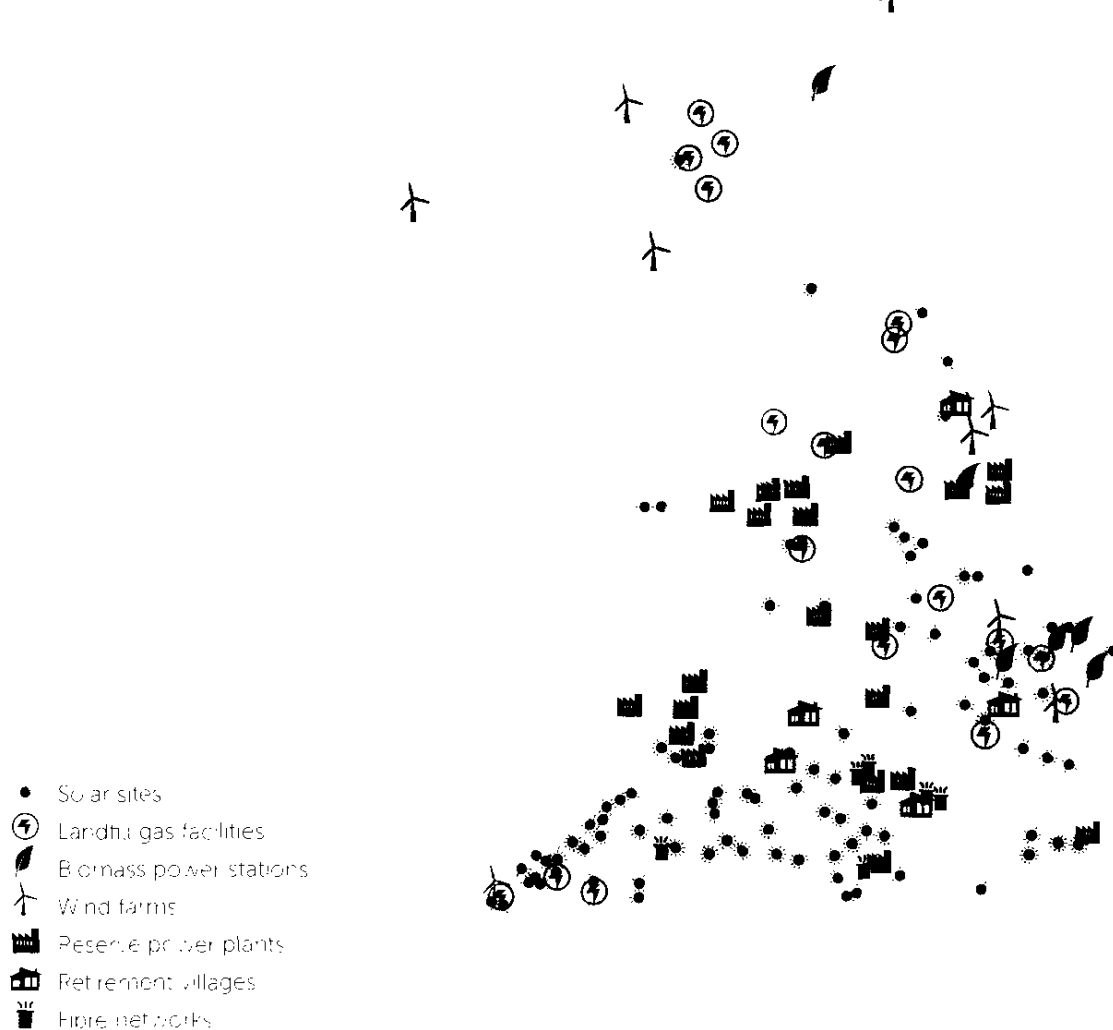 Solar sites
Landfill gas facilities
Biomass power stations
Wind farms
Reserve power plants
Retirement villages
Fibre networks